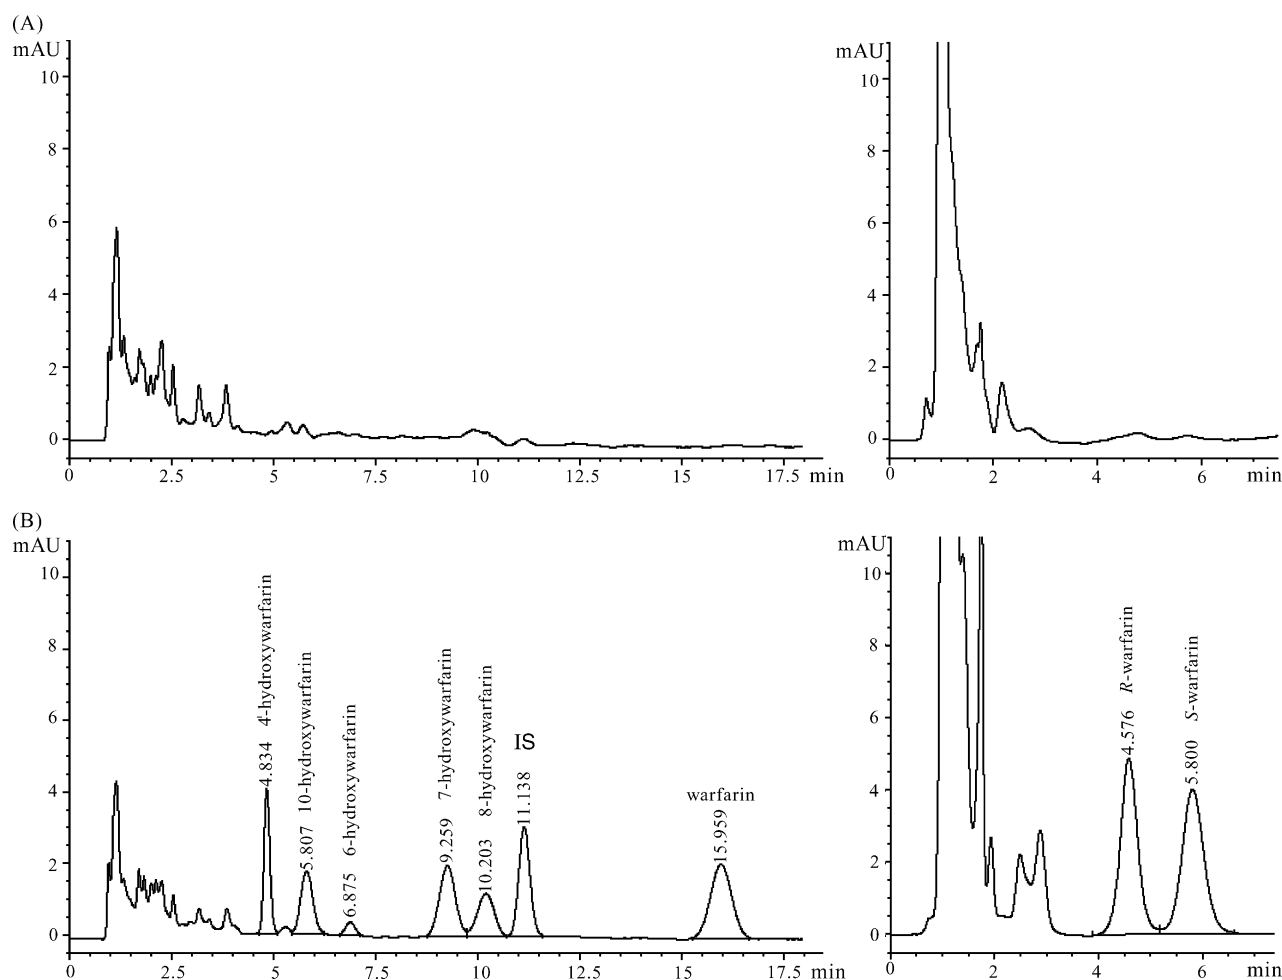 (A)
mAU
10
8
6
4
2
0
0 2.5 5 7.5 10 12.5 15 17.5 min
mAU
10
8
6
4
2
0
0 2 4 6 min
(B)
mAU
10
8
6
4
2
0
4.834 4'-hydroxywarfarin
5.807 10-hydroxywarfarin
6.875 6-hydroxywarfarin
9.259 7-hydroxywarfarin
10.203 8-hydroxywarfarin
IS
11.138
warfarin
15.959
0 2.5 5 7.5 10 12.5 15 17.5 min
mAU
10
8
6
4
2
0
4.576 R-warfarin
5.800 S-warfarin
0 2 4 6 min